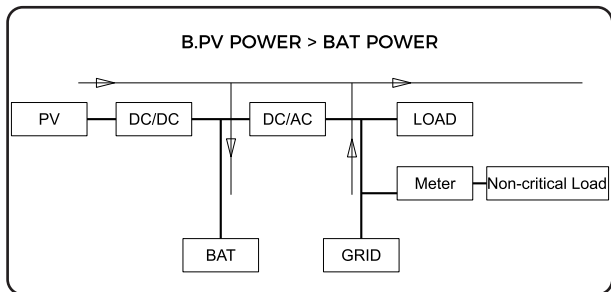 B.PV POWER > BAT POWER
PV
DC/DC
DC/AC
LOAD
Meter
Non-critical Load
BAT
GRID